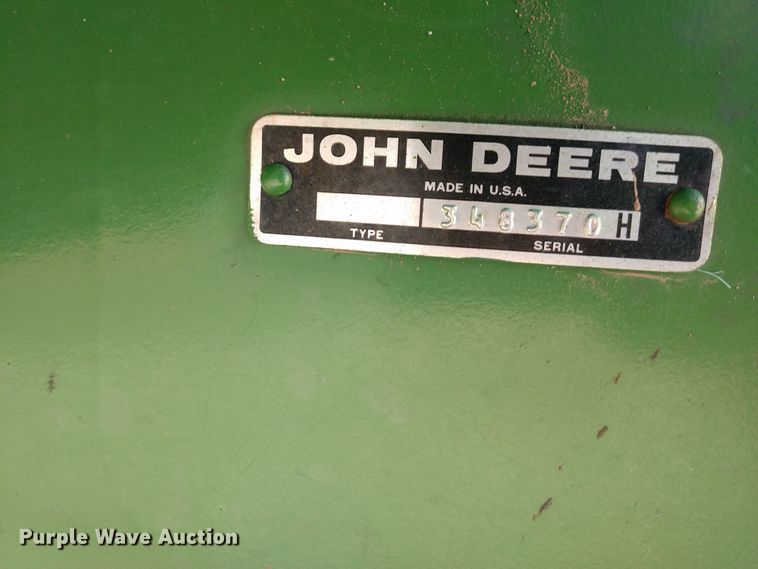 JOHN DEERE
MADE IN U.S.A.
348370 H
TYPE SERIAL
Purple Wave Auction